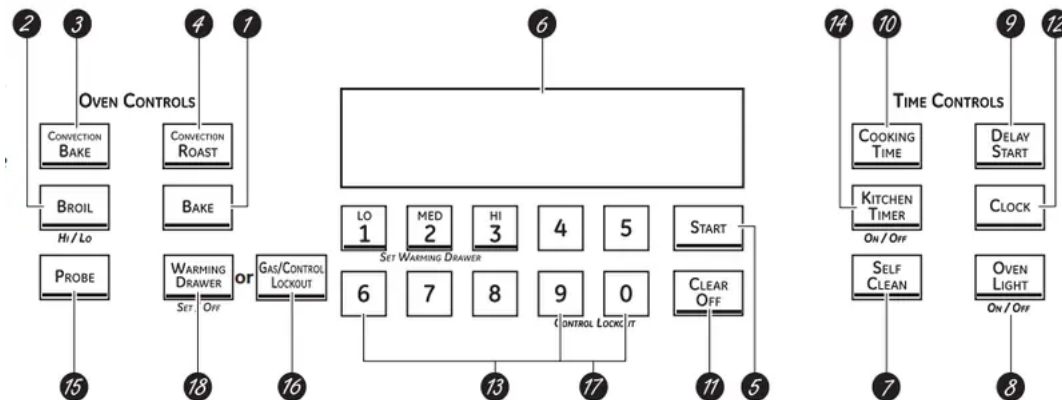 2 3 4 1 6 14 10 9 12
OVEN CONTROLS
TIME CONTROLS
CONVECTION BAKE
CONVECTION ROAST
COOKING TIME
DELAY START
BROIL
HI / LO
BAKE
LO 1
MED 2
HI 3
4
5
SET WARMING DRAWER
START
KITCHEN TIMER
ON / OFF
CLOCK
PROBE
WARMING DRAWER
SET / OFF
or
GAS/CONTROL LOCKOUT
6
7
8
9
0
CONTROL LOCKOUT
CLEAR OFF
SELF CLEAN
OVEN LIGHT
ON / OFF
15 18 16 13 17 11 5 7 8